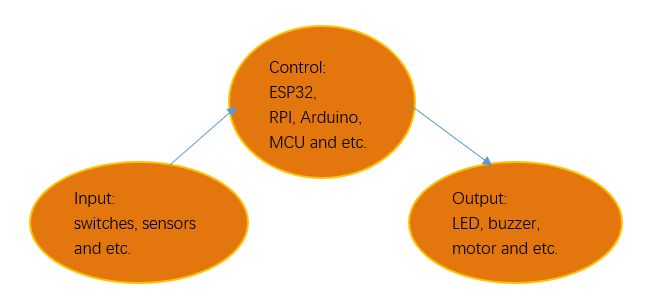 Control:
ESP32,
RPI, Arduino,
MCU and etc.
Input:
switches, sensors
and etc.
Output:
LED, buzzer,
motor and etc.